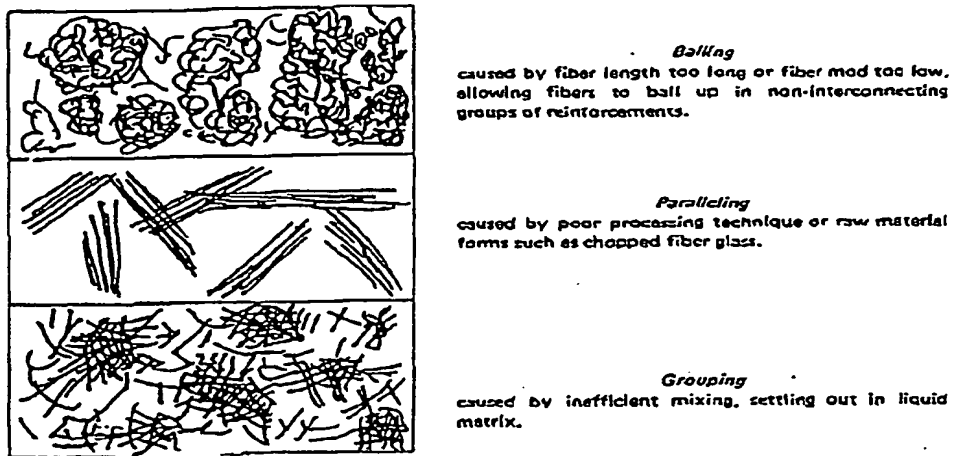 Balling
caused by fiber length too long or fiber mod too low,
allowing fibers to ball up in non-interconnecting
groups of reinforcements.
Paralleling
caused by poor processing technique or raw material
forms such as chopped fiber glass.
Grouping
caused by inefficient mixing, settling out in liquid
matrix.